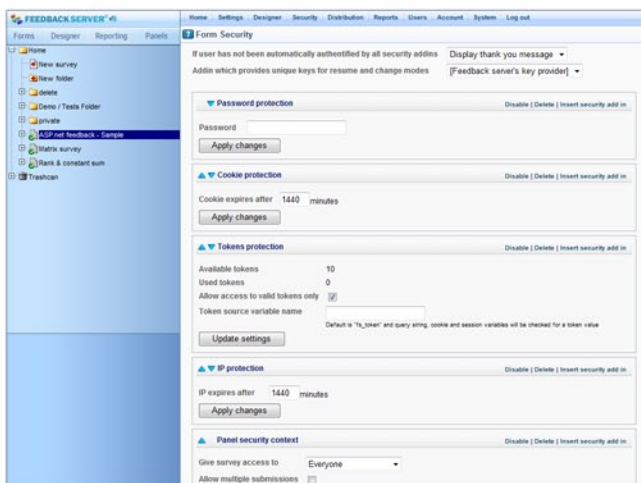 FEEDBACK SERVER
Home Settings Designer Security Distribution Reports Users Account System Log out
Forms Designer Reporting Panels
Home
New survey
New folder
delete
Demo / Tests Folder
private
ASP.net feedback - Sample
Matrix survey
Rank & constant sum
Trashcan
Form Security
If user has not been automatically authentified by all security addins Display thank you message
Addin which provides unique keys for resume and change modes [Feedback server's key provider]
Password protection Disable | Delete | Insert security add in
Password
Apply changes
Cookie protection Disable | Delete | Insert security add in
Cookie expires after 1440 minutes
Apply changes
Tokens protection Disable | Delete | Insert security add in
Available tokens 10
Used tokens 0
Allow access to valid tokens only
Token source variable name
Default is "fs_token" and query string, cookie and session variables will be checked for a token value
Update settings
IP protection Disable | Delete | Insert security add in
IP expires after 1440 minutes
Apply changes
Panel security context Disable | Delete | Insert security add in
Give survey access to Everyone
Allow multiple submissions